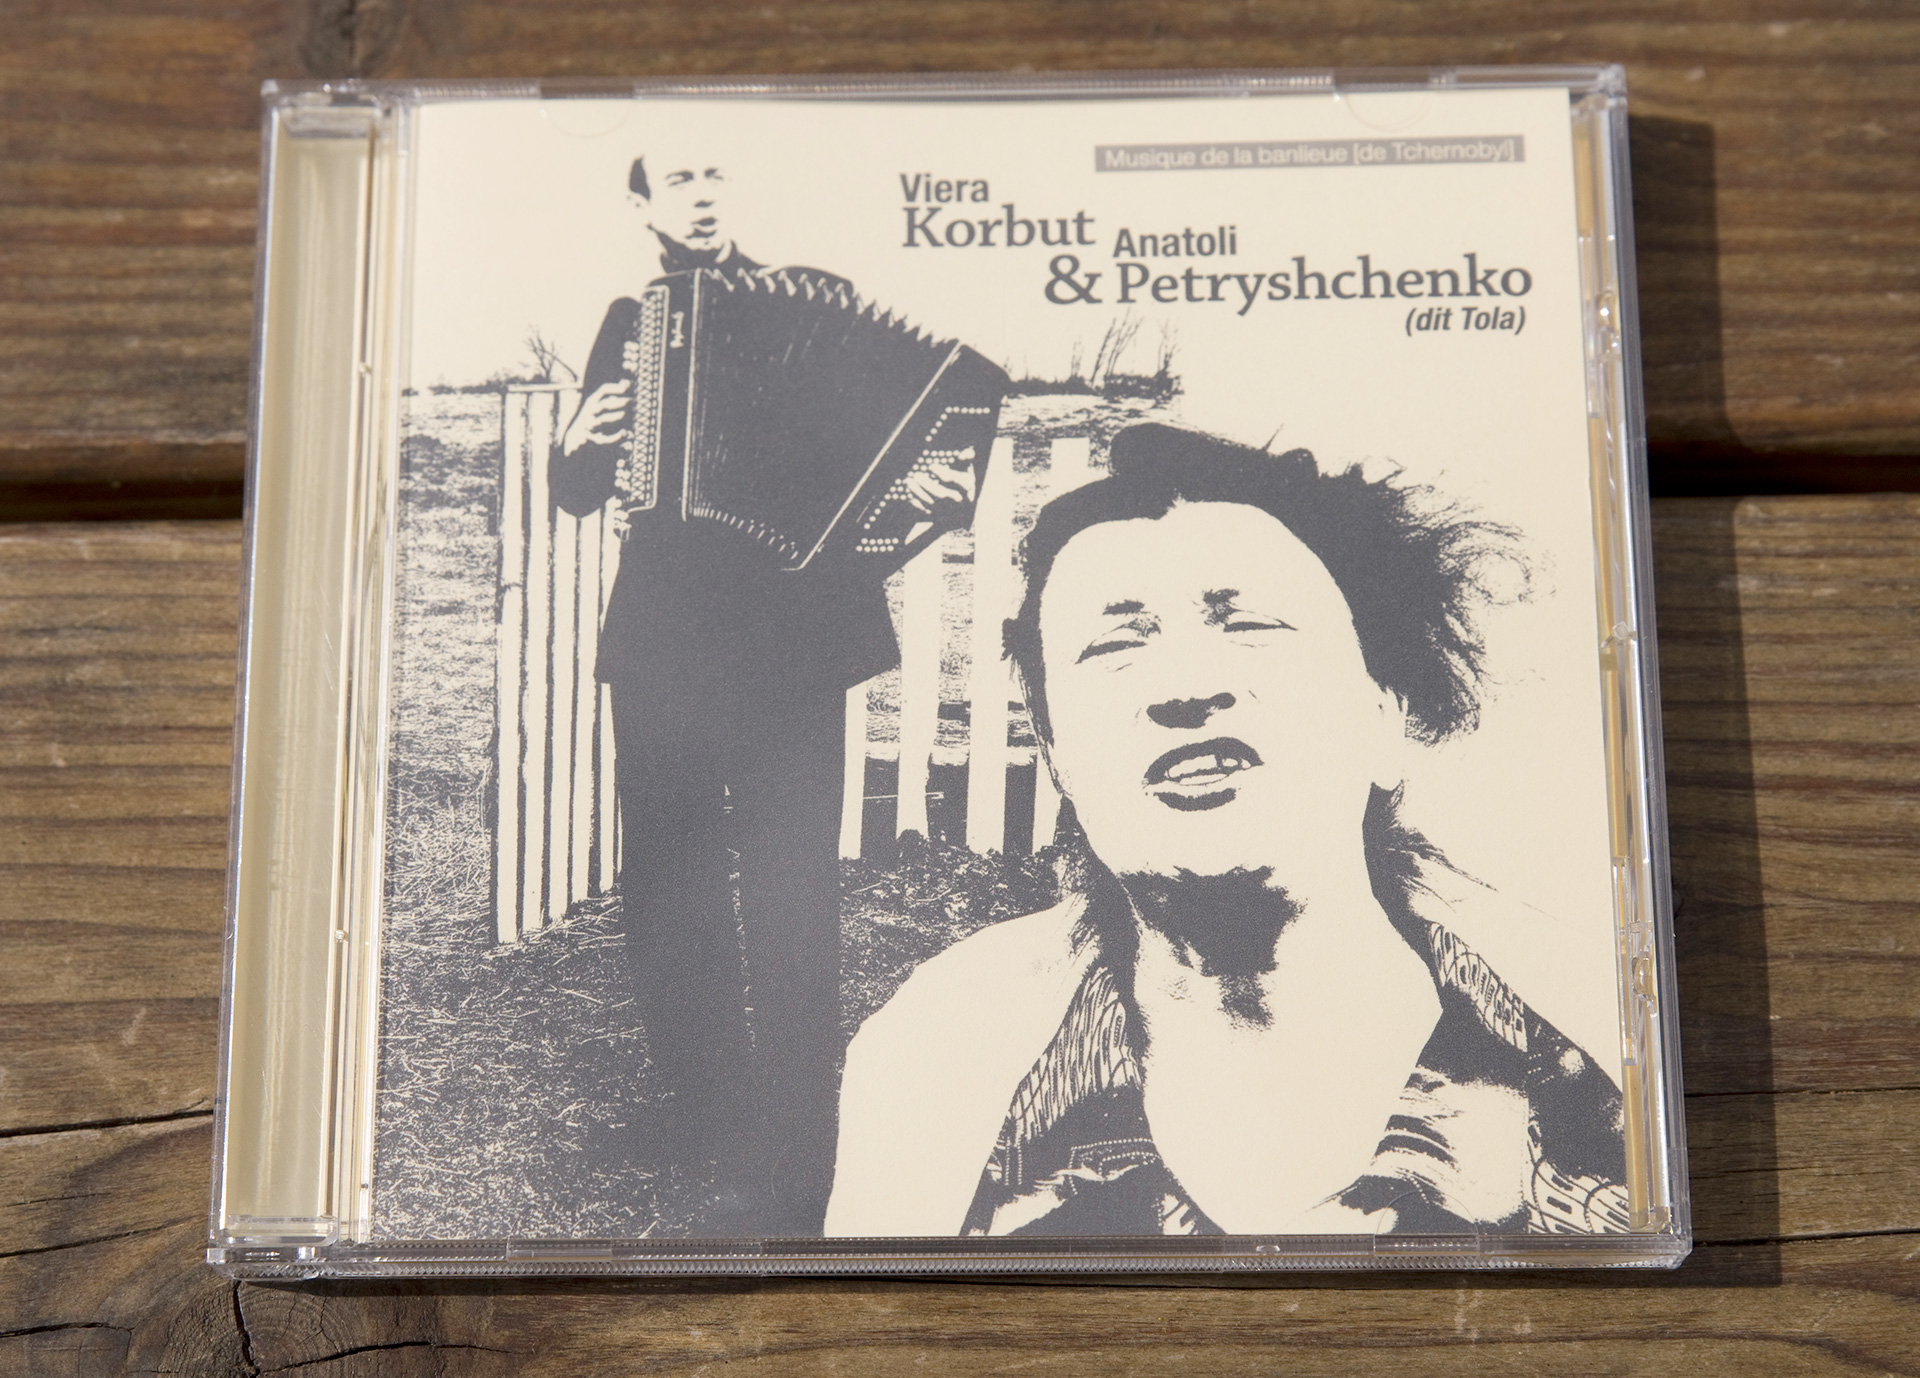 Musique de la banlieue [de Tchernobyl]
Viera
Korbut
Anatoli
& Petryshchenko
(dit Tola)